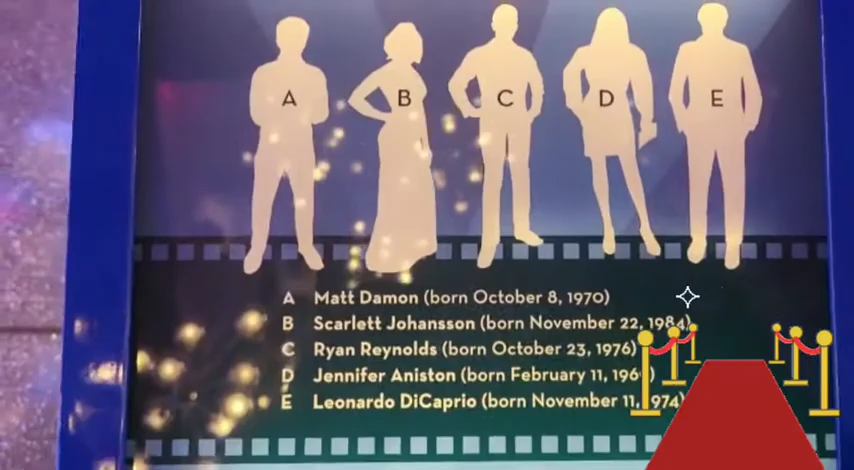 A B C D E
A Matt Damon (born October 8, 1970)
B Scarlett Johansson (born November 22, 1984)
C Ryan Reynolds (born October 23, 1976)
D Jennifer Aniston (born February 11,
E Leonardo DiCaprio (born November 11,